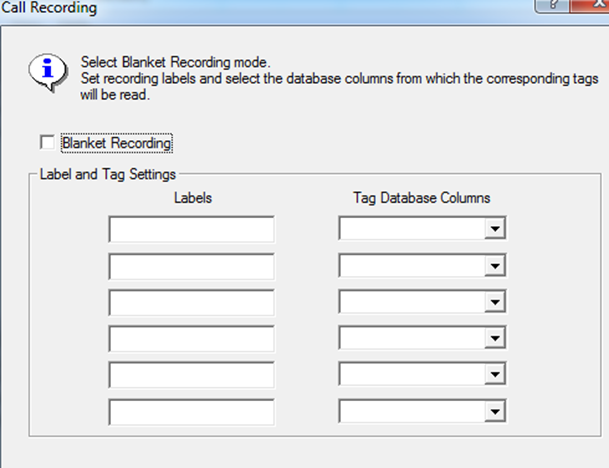 Call Recording
Select Blanket Recording mode.
Set recording labels and select the database columns from which the corresponding tags
will be read.
Blanket Recording
Label and Tag Settings
Labels Tag Database Columns